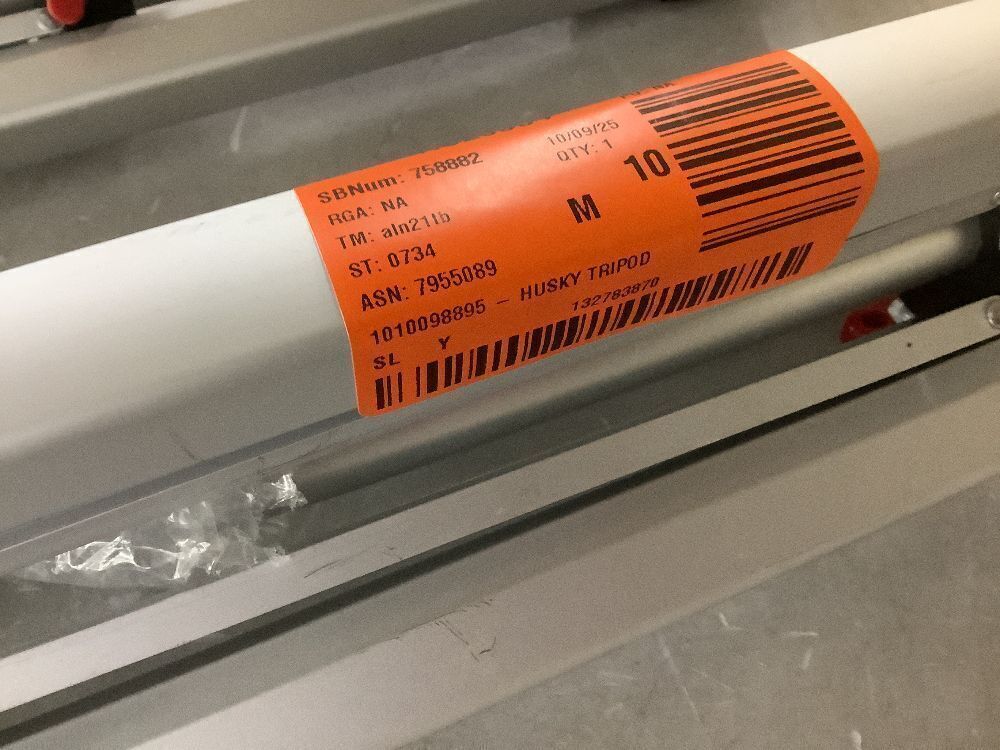 SBNum: 758882
10/09/25
RGA: NA
QTY: 1
TM: aln21lb
M
10
ST: 0734
ASN: 7955089
1010098895 - HUSKY TRIPOD
SL Y
132783870